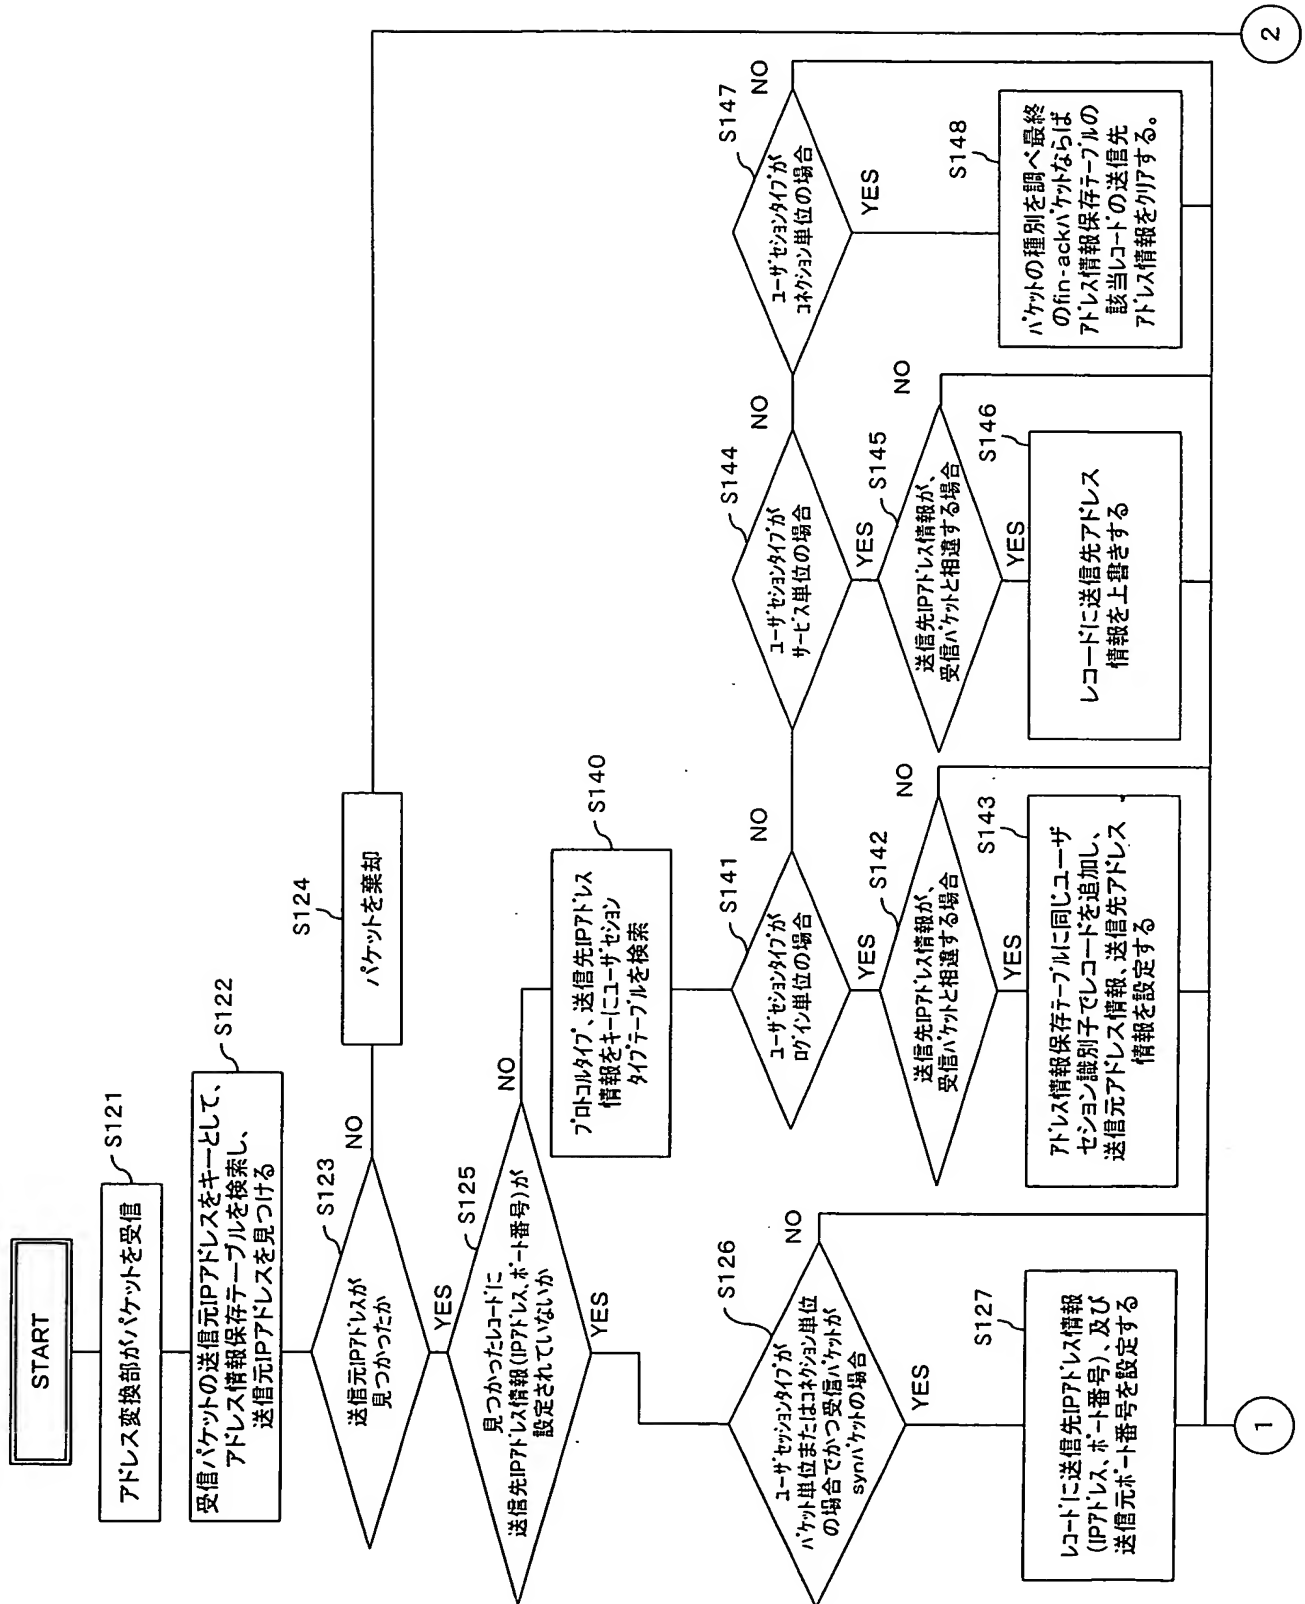 START
アドレス変換部がパケットを受信
S121
受信パケットの送信元IPアドレスをキーとして、
アドレス情報保存テーブルを検索し、
送信元IPアドレスを見つける
S122
送信元IPアドレスが
見つかったか
S123
NO
YES
パケットを棄却
S124
見つかったレコードに
送信先IPアドレス情報(IPアドレス、ポート番号)が
設定されていないか
S125
NO
YES
ユーザセッションタイプが
パケット単位またはコネクション単位
の場合でかつ受信パケットが
synパケットの場合
S126
NO
YES
レコードに送信先IPアドレス情報
(IPアドレス、ポート番号)、及び
送信元ポート番号を設定する
S127
プロトコルタイプ、送信先IPアドレス
情報をキーにユーザセション
タイプテーブルを検索
S140
ユーザセションタイプが
ログイン単位の場合
S141
NO
YES
送信先IPアドレス情報が、
受信パケットと相違する場合
S142
NO
YES
アドレス情報保存テーブルに同じユーザ
セション識別子でレコードを追加し、
送信元アドレス情報、送信先アドレス
情報を設定する
S143
ユーザセションタイプが
サービス単位の場合
S144
NO
YES
送信先IPアドレス情報が、
受信パケットと相違する場合
S145
NO
YES
レコードに送信先アドレス
情報を上書きする
S146
ユーザセションタイプが
コネクション単位の場合
S147
NO
YES
パケットの種別を調べ最終
のfin-ackパケットならば
アドレス情報保存テーブルの
該当レコードの送信先
アドレス情報をクリアする。
S148
1
2